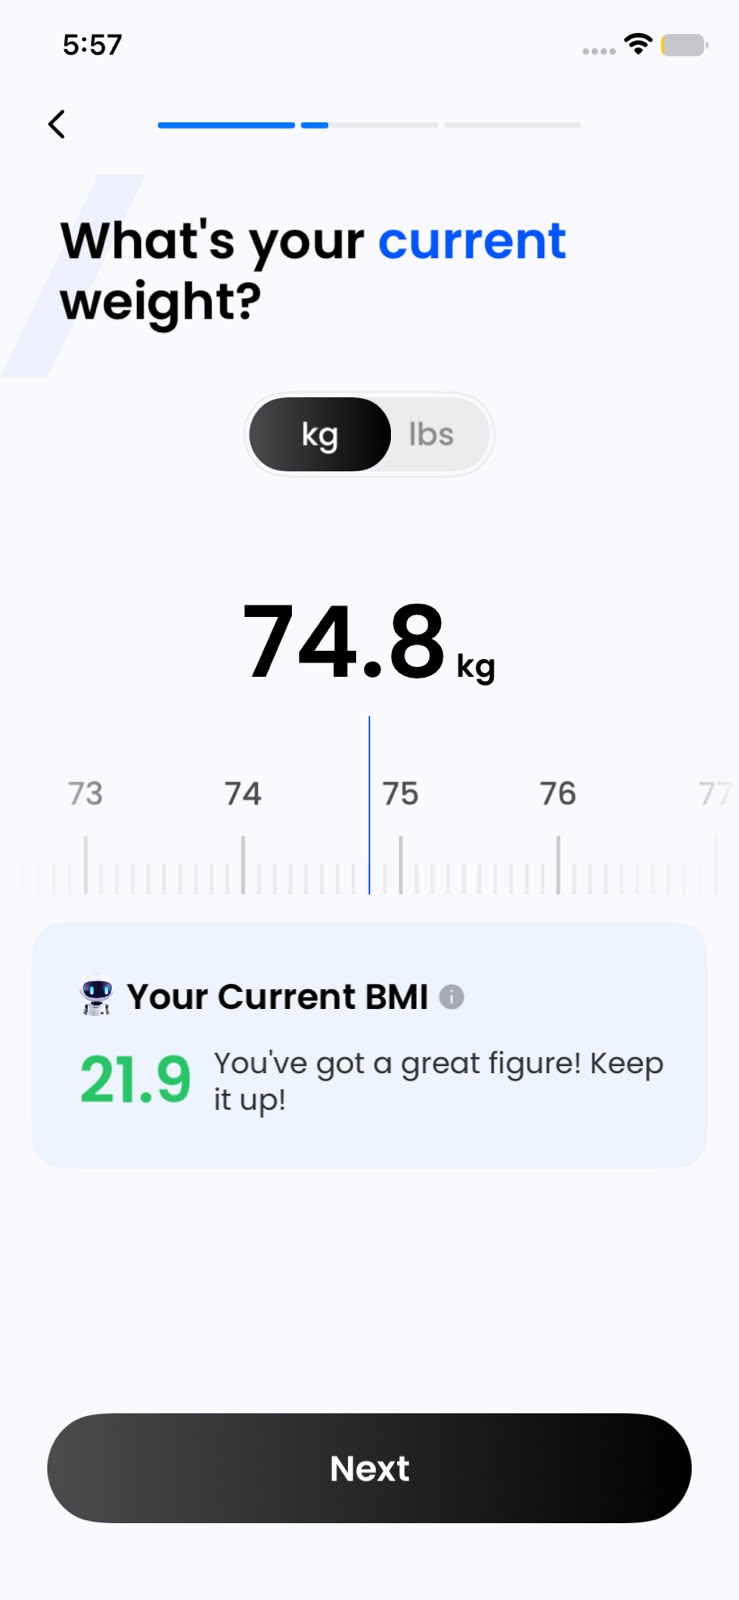 5:57
What's your current
weight?
kg lbs
74.8 kg
73 74 75 76 77
Your Current BMI
21.9 You've got a great figure! Keep
it up!
Next